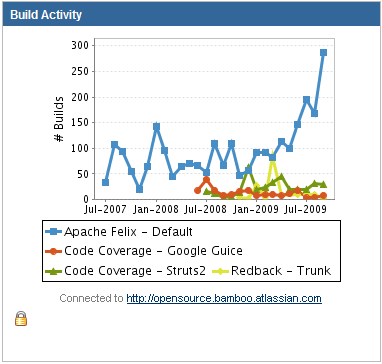 Build Activity
300
250
200
150
100
50
0
# Builds
Jul-2007 Jan-2008 Jul-2008 Jan-2009 Jul-2009
Apache Felix - Default
Code Coverage - Google Guice
Code Coverage - Struts2 Redback - Trunk
Connected to http://opensource.bamboo.atlassian.com